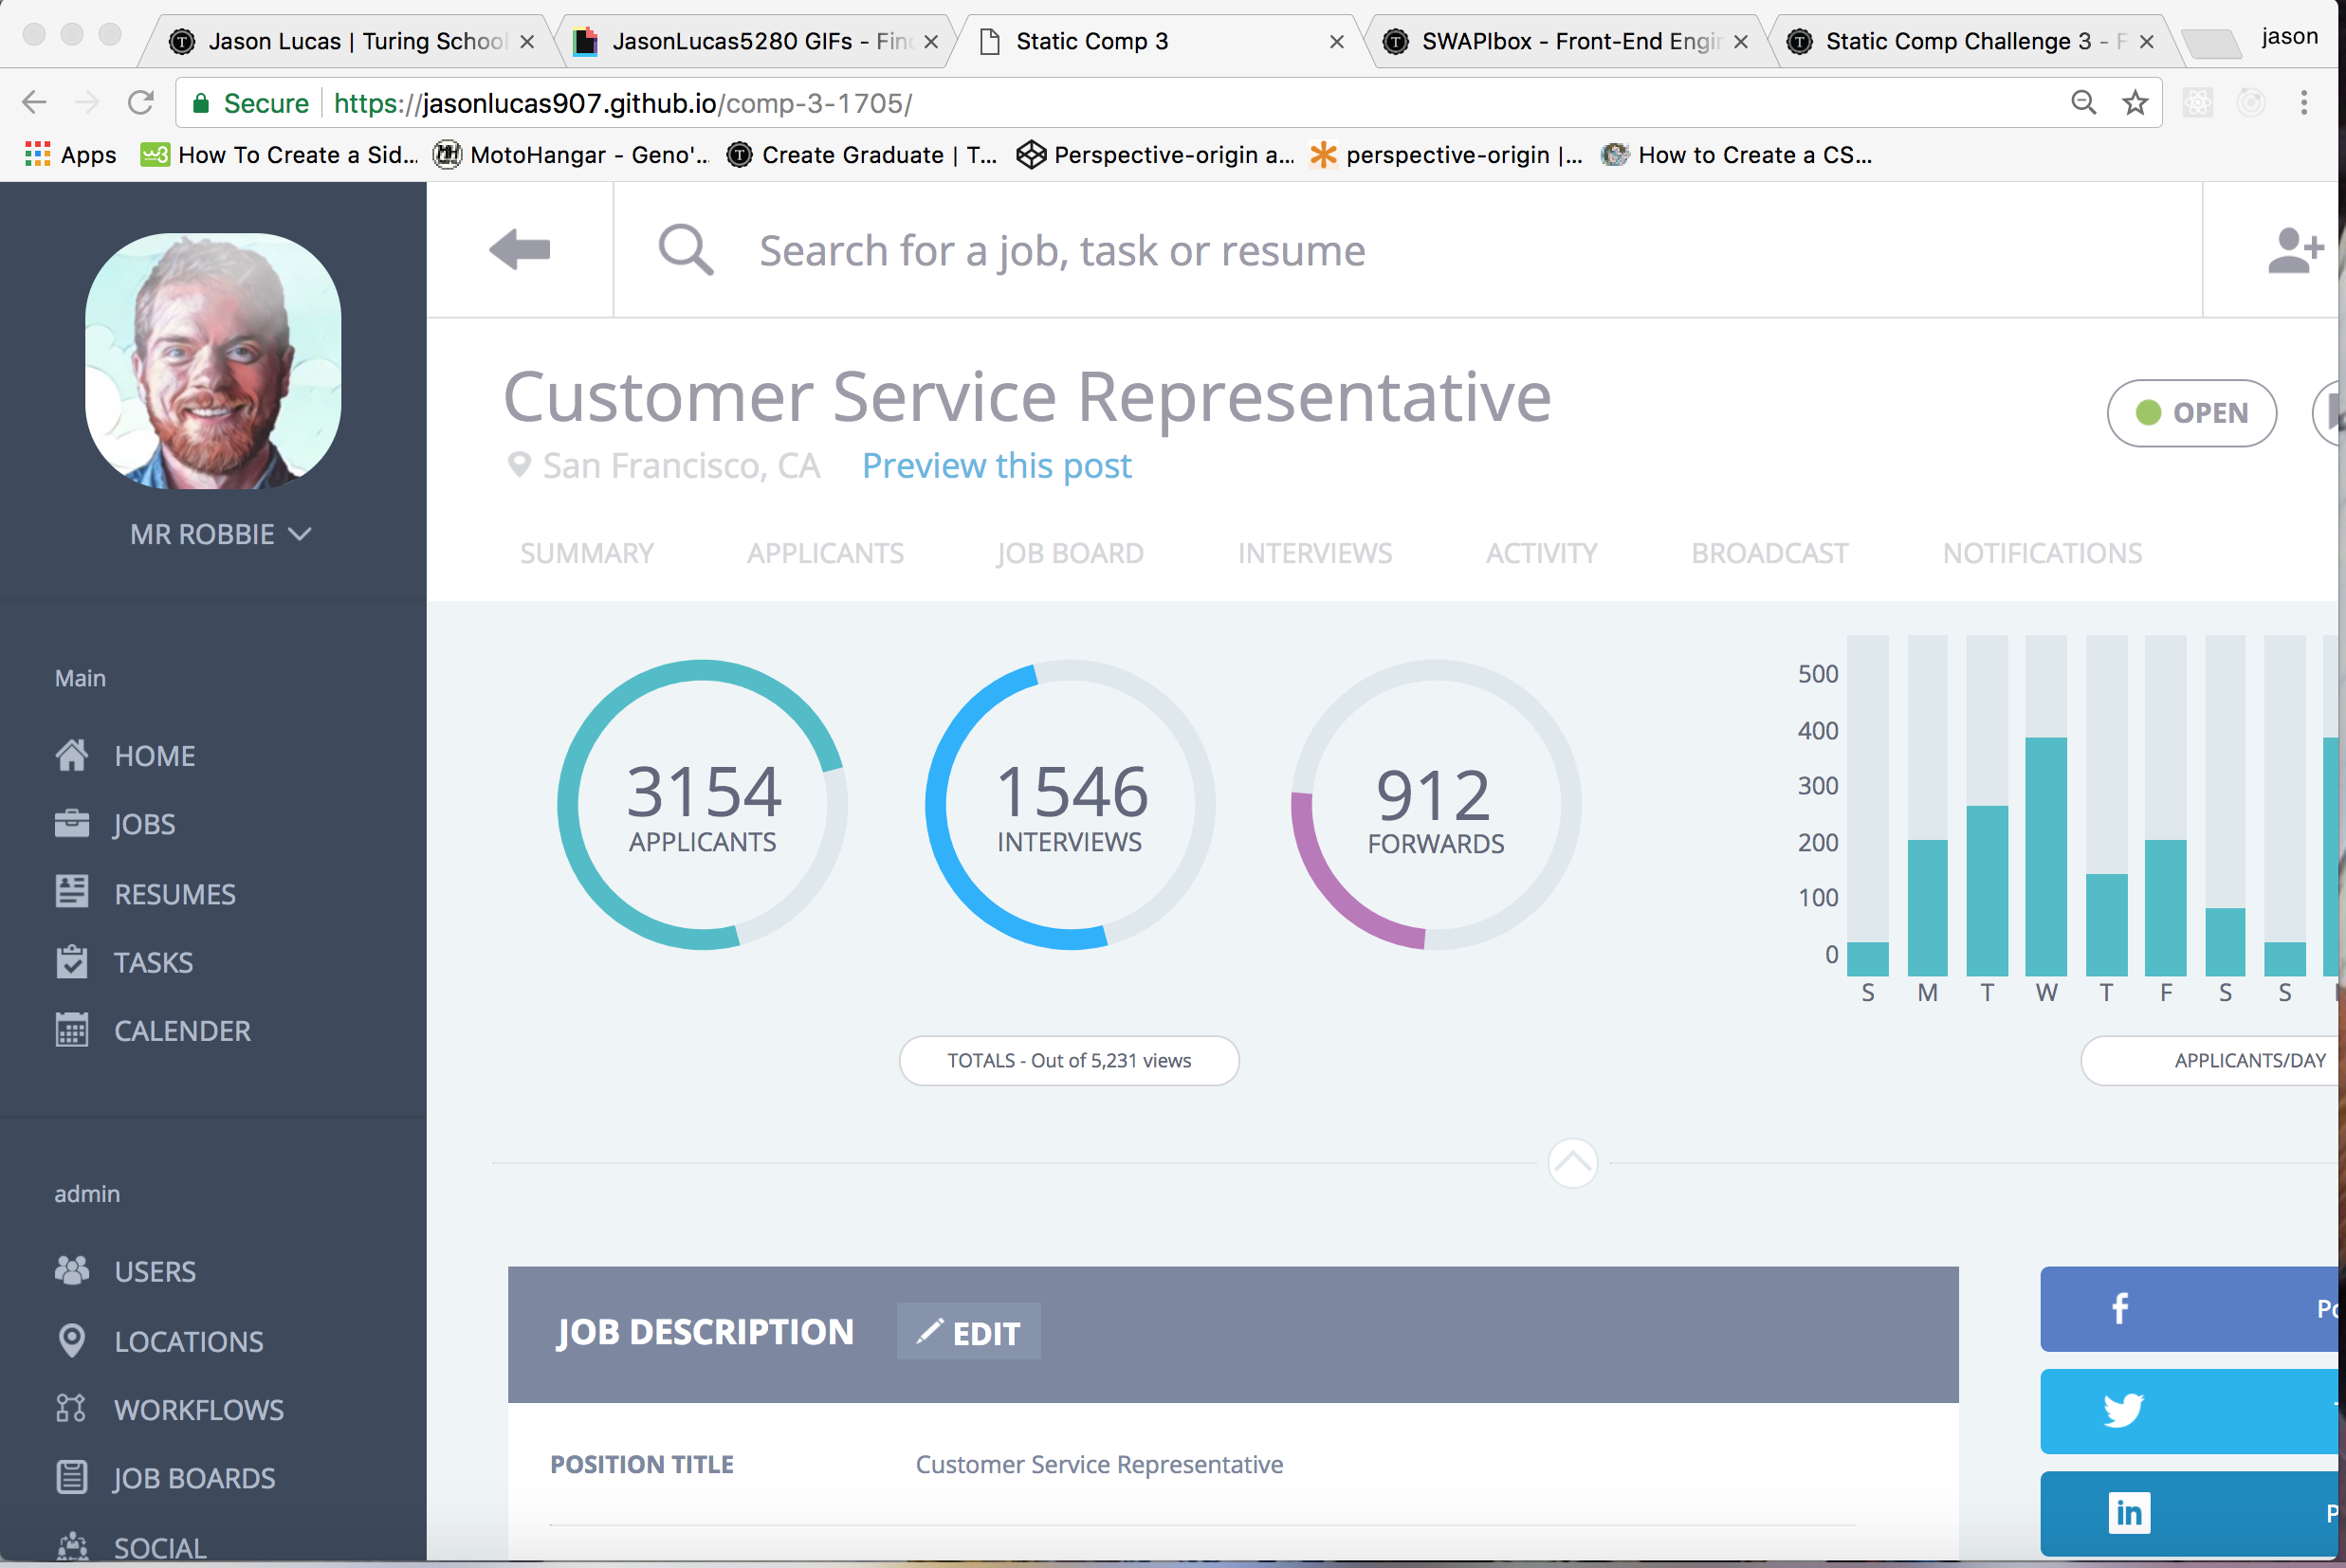 Jason Lucas | Turing School
JasonLucas5280 GIFs - Find
Static Comp 3
SWAPIbox - Front-End Engin
Static Comp Challenge 3 - F
jason
Secure https://jasonlucas907.github.io/comp-3-1705/
Apps
How To Create a Sid...
MotoHangar - Geno'...
Create Graduate | T...
Perspective-origin a...
perspective-origin |...
How to Create a CS...
Search for a job, task or resume
MR ROBBIE
Main
HOME
JOBS
RESUMES
TASKS
CALENDER
admin
USERS
LOCATIONS
WORKFLOWS
JOB BOARDS
SOCIAL
Customer Service Representative
OPEN
San Francisco, CA Preview this post
SUMMARY APPLICANTS JOB BOARD INTERVIEWS ACTIVITY BROADCAST NOTIFICATIONS
3154
APPLICANTS
1546
INTERVIEWS
912
FORWARDS
TOTALS - Out of 5,231 views
500
400
300
200
100
0
S M T W T F S S
APPLICANTS/DAY
JOB DESCRIPTION EDIT
POSITION TITLE Customer Service Representative
f
in